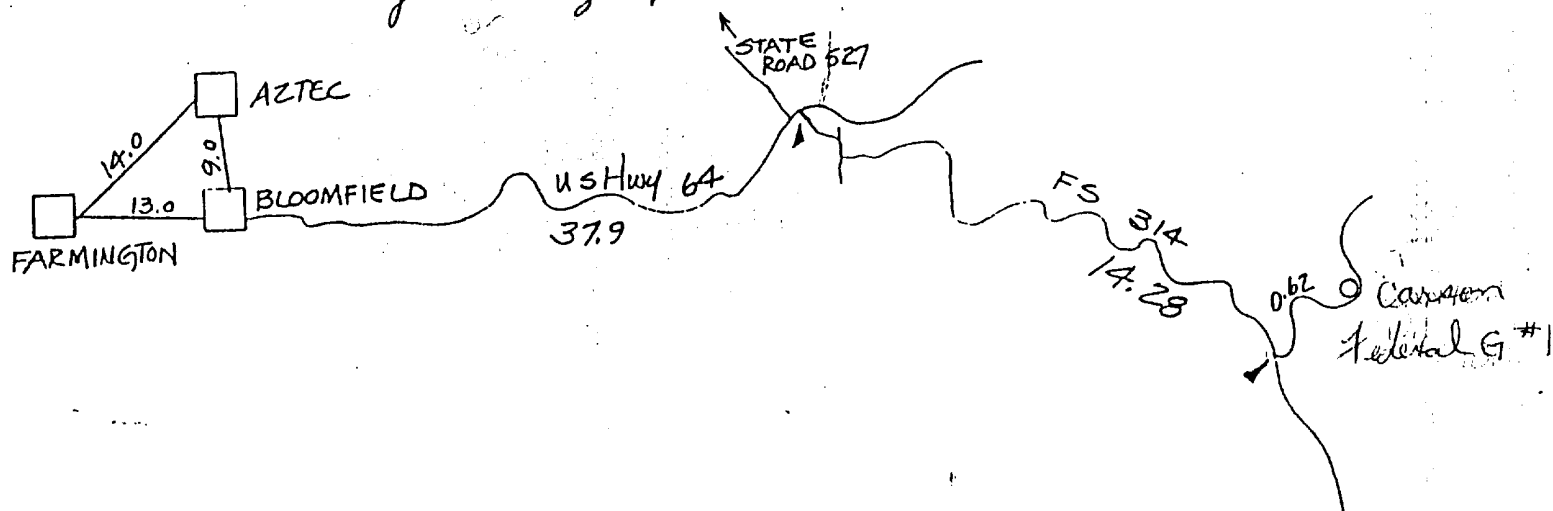 STATE
ROAD 527
AZTEC
14.0
9.0
BLOOMFIELD
13.0
FARMINGTON
US Hwy 64
37.9
FS 314
14.28
0.62
Federal G #1